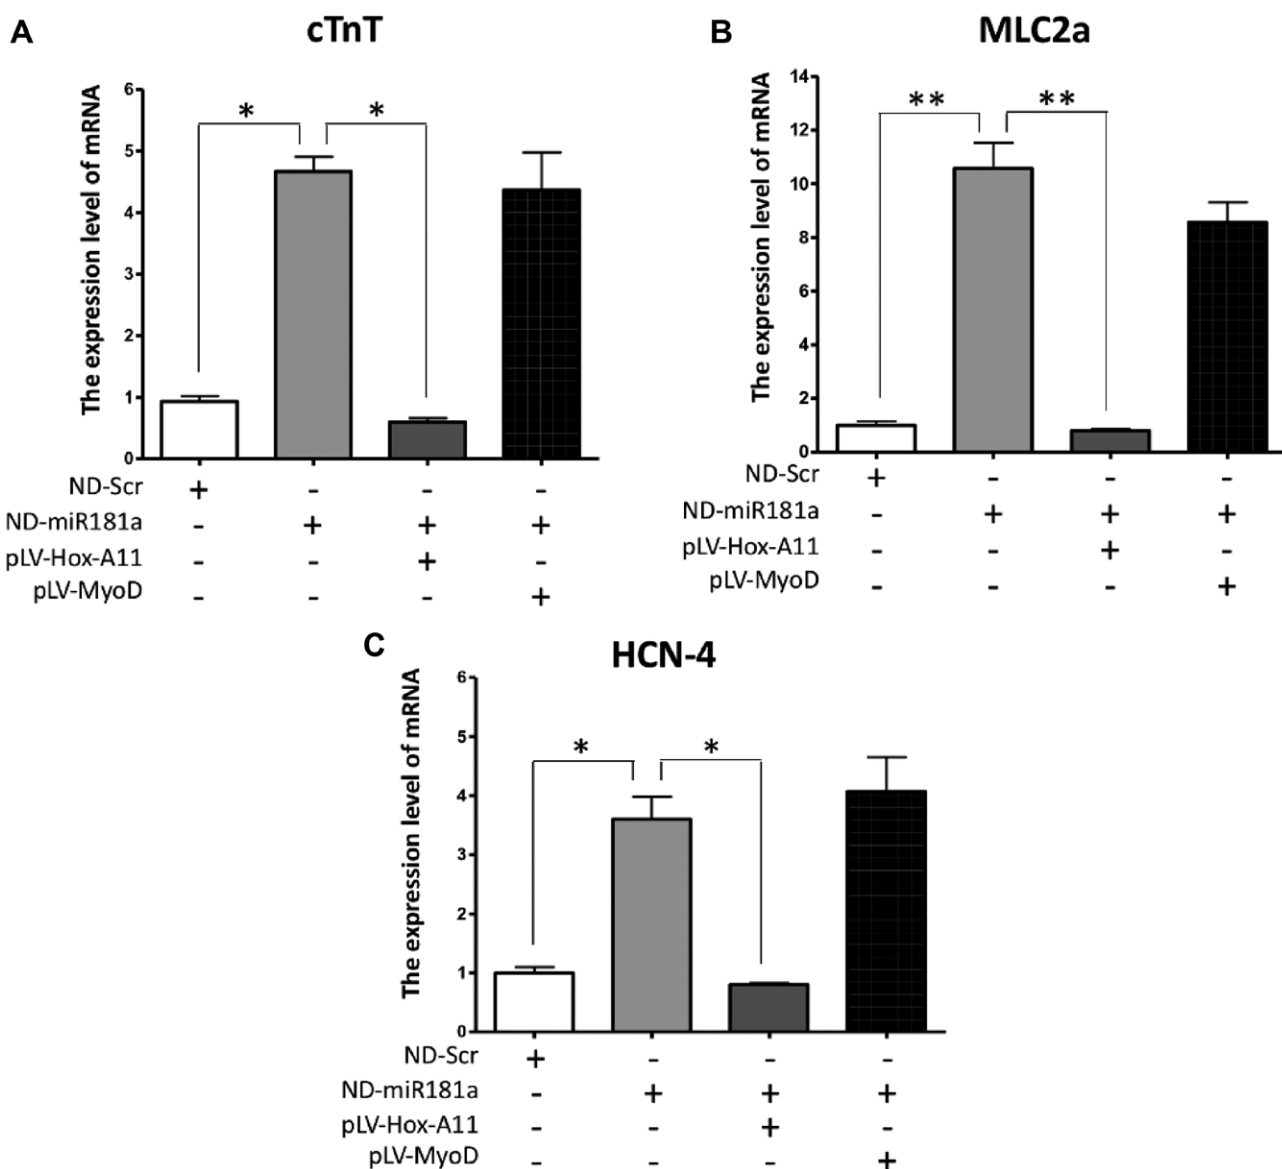 A
cTnT
The expression level of mRNA
6
5
4
3
2
1
0
* *
ND-Scr + - - -
ND-miR181a - + + +
pLV-Hox-A11 - - + -
pLV-MyoD - - - +
B
MLC2a
The expression level of mRNA
14
12
10
8
6
4
2
0
** **
ND-Scr + - - -
ND-miR181a - + + +
pLV-Hox-A11 - - + -
pLV-MyoD - - - +
C
HCN-4
The expression level of mRNA
6
5
4
3
2
1
0
* *
ND-Scr + - - -
ND-miR181a - + + +
pLV-Hox-A11 - - + -
pLV-MyoD - - - +